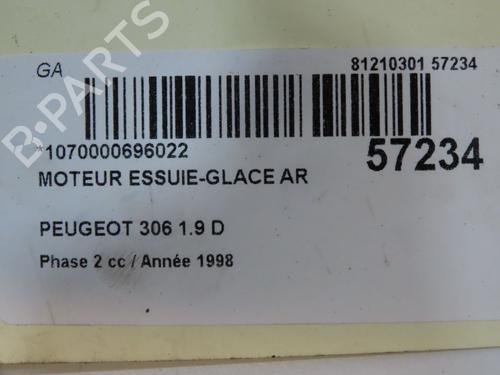 GA
81210301 57234
*1070000696022
57234
MOTEUR ESSUIE-GLACE AR
PEUGEOT 306 1.9 D
Phase 2 cc / Année 1998
B-PARTS